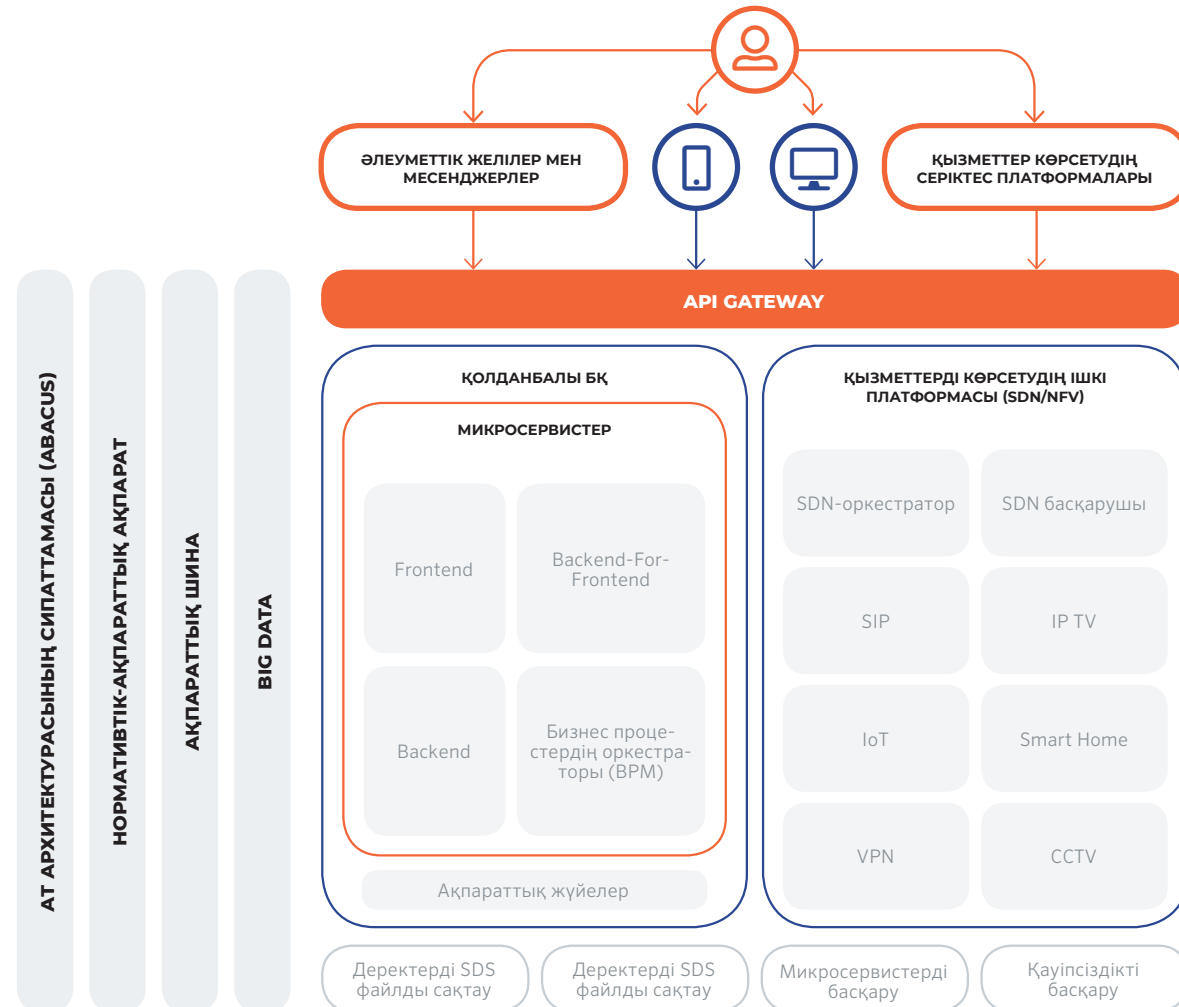 ӘЛЕУМЕТТІК ЖЕЛІЛЕР МЕН
МЕСЕНДЖЕРЛЕР
ҚЫЗМЕТТЕР КӨРСЕТУДІҢ
СЕРІКТЕС ПЛАТФОРМАЛАРЫ
API GATEWAY
АТ АРХИТЕКТУРАСЫНЫҢ СИПАТТАМАСЫ (ABACUS)
НОРМАТИВТІК-АҚПАРАТТЫҚ АҚПАРАТ
АҚПАРАТТЫҚ ШИНА
BIG DATA
ҚОЛДАНБАЛЫ БҚ
МИКРОСЕРВИСТЕР
Frontend
Backend-For-
Frontend
Backend
Бизнес проце-
стердің оркестра-
торы (BPM)
Ақпараттық жүйелер
ҚЫЗМЕТТЕРДІ КӨРСЕТУДІҢ ІШКІ
ПЛАТФОРМАСЫ (SDN/NFV)
SDN-оркестратор
SDN басқарушы
SIP
IP TV
IoT
Smart Home
VPN
CCTV
Деректерді SDS
файлды сақтау
Деректерді SDS
файлды сақтау
Микросервистерді
басқару
Қауіпсіздікті
басқару